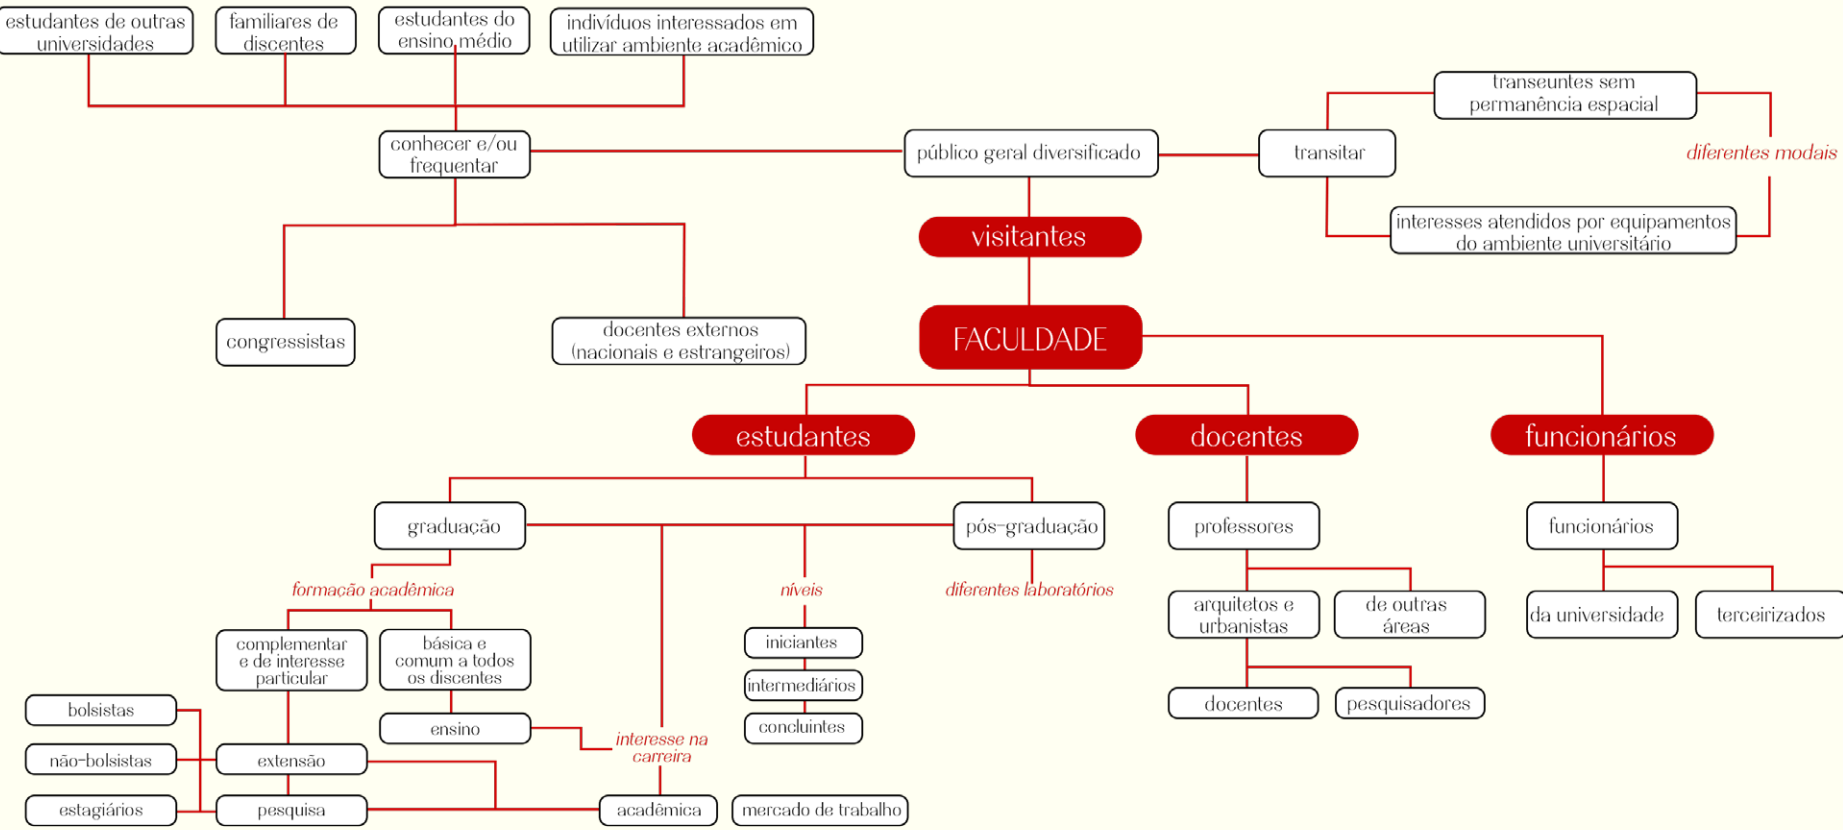 estudantes de outras
universidades
familiares de
discentes
estudantes do
ensino médio
indivíduos interessados em
utilizar ambiente acadêmico
transeuntes sem
permanência espacial
conhecer e/ou
frequentar
público geral diversificado
transitar
diferentes modais
visitantes
interesses atendidos por equipamentos
do ambiente universitário
congressistas
docentes externos
(nacionais e estrangeiros)
FACULDADE
estudantes
docentes
funcionários
graduação
pós-graduação
professores
funcionários
formação acadêmica
níveis
diferentes laboratórios
arquitetos e
urbanistas
de outras
áreas
da universidade
terceirizados
complementar
e de interesse
particular
básica e
comum a todos
os discentes
iniciantes
intermediários
concluintes
docentes
pesquisadores
bolsistas
ensino
interesse na
carreira
não-bolsistas
extensão
estagiários
pesquisa
acadêmica
mercado de trabalho